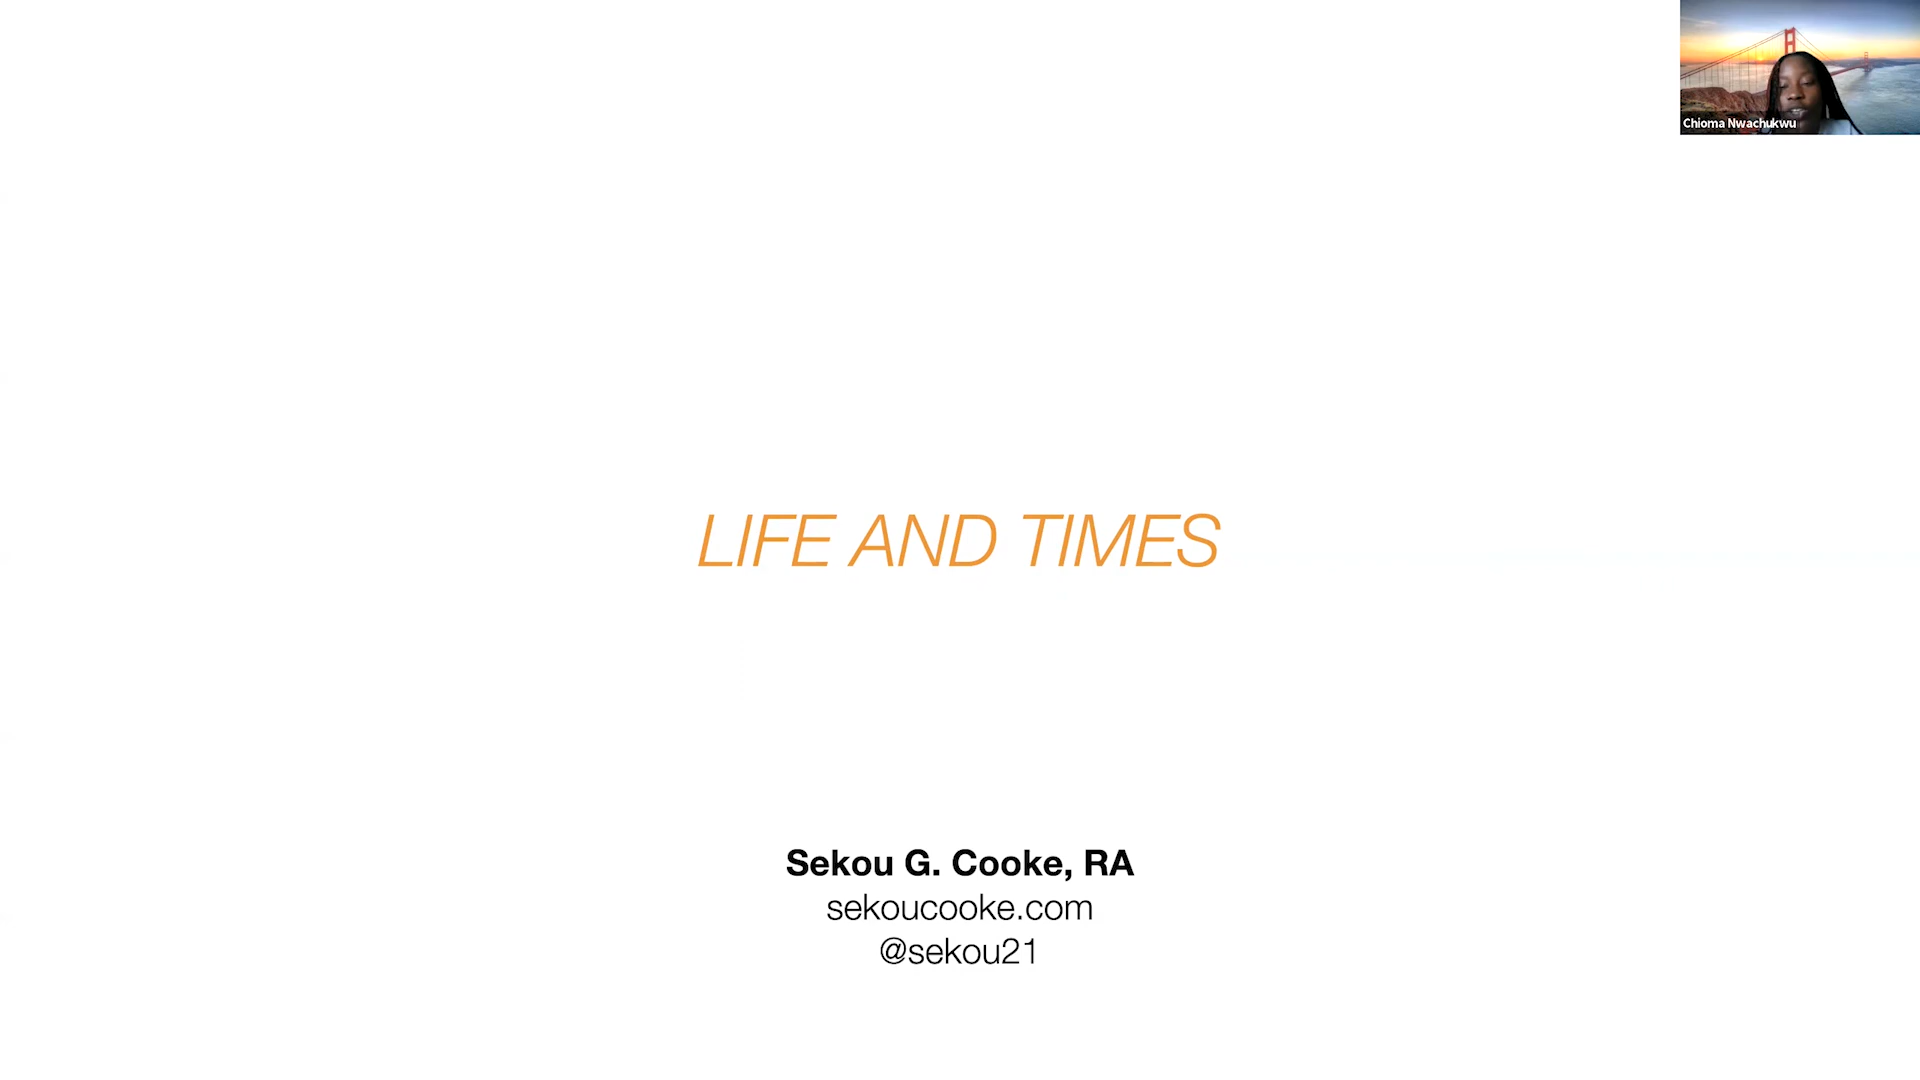 Chioma Nwachukwu
LIFE AND TIMES
Sekou G. Cooke, RA
sekoucooke.com
@sekou21